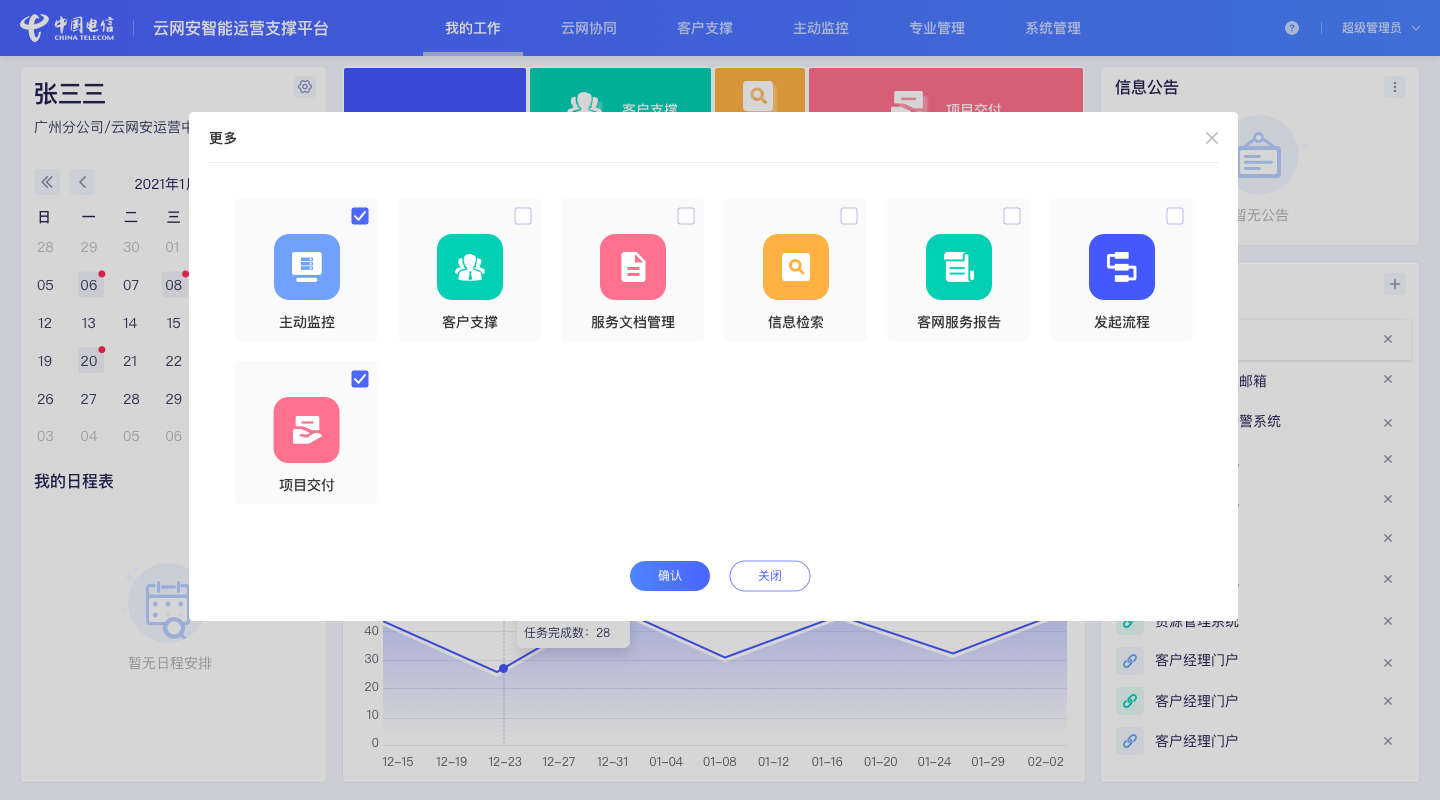 中国电信
CHINA TELECOM
云网安智能运营支撑平台
我的工作
云网协同
客户支撑
主动监控
专业管理
系统管理
?
超级管理员
张三三
广州分公司/云网安运营中
2021年1月
日 一 二 三
28 29 30 01
05 06 07 08
12 13 14 15
19 20 21 22
26 27 28 29
03 04 05 06
我的日程表
暂无日程安排
客户支撑
项目交付
信息公告
暂无公告
更多
主动监控
客户支撑
服务文档管理
信息检索
客网服务报告
发起流程
项目交付
确认
关闭
邮箱
警系统
资源管理系统
客户经理门户
客户经理门户
客户经理门户
任务完成数：28
40
30
20
10
0
12-15 12-19 12-23 12-27 12-31 01-04 01-08 01-12 01-16 01-20 01-24 01-29 02-02